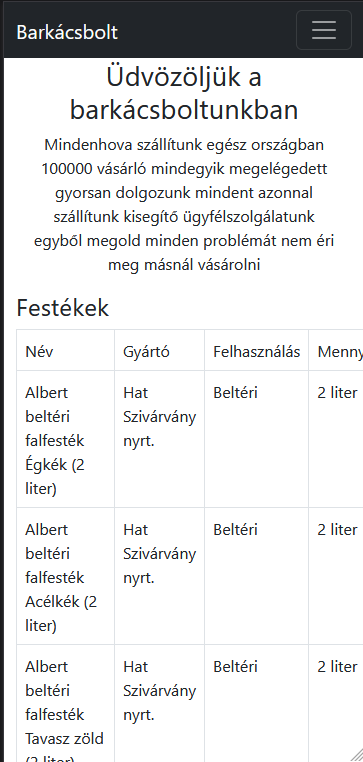 Barkácsbolt
Üdvözöljük a
barkácsboltunkban
Mindenhova szállítunk egész országban
100000 vásárló mindegyik megelégedett
gyorsan dolgozunk mindent azonnal
szállítunk kisegítő ügyfélszolgálatunk
egyből megold minden problémát nem éri
meg másnál vásárolni
Festékek
Név Gyártó Felhasználás Menny
Albert Hat Beltéri 2 liter
beltéri Szivárvány
falfesték nyrt.
Égkék (2
liter)
Albert Hat Beltéri 2 liter
beltéri Szivárvány
falfesték nyrt.
Acélkék (2
liter)
Albert Hat Beltéri 2 liter
beltéri Szivárvány
falfesték nyrt.
Tavasz zöld
(2 liter)